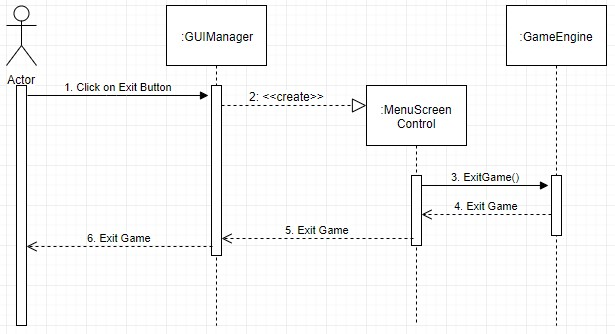 :GUIManager
:GameEngine
Actor
1. Click on Exit Button
2: <<create>>
:MenuScreen
Control
3. ExitGame()
4. Exit Game
5. Exit Game
6. Exit Game